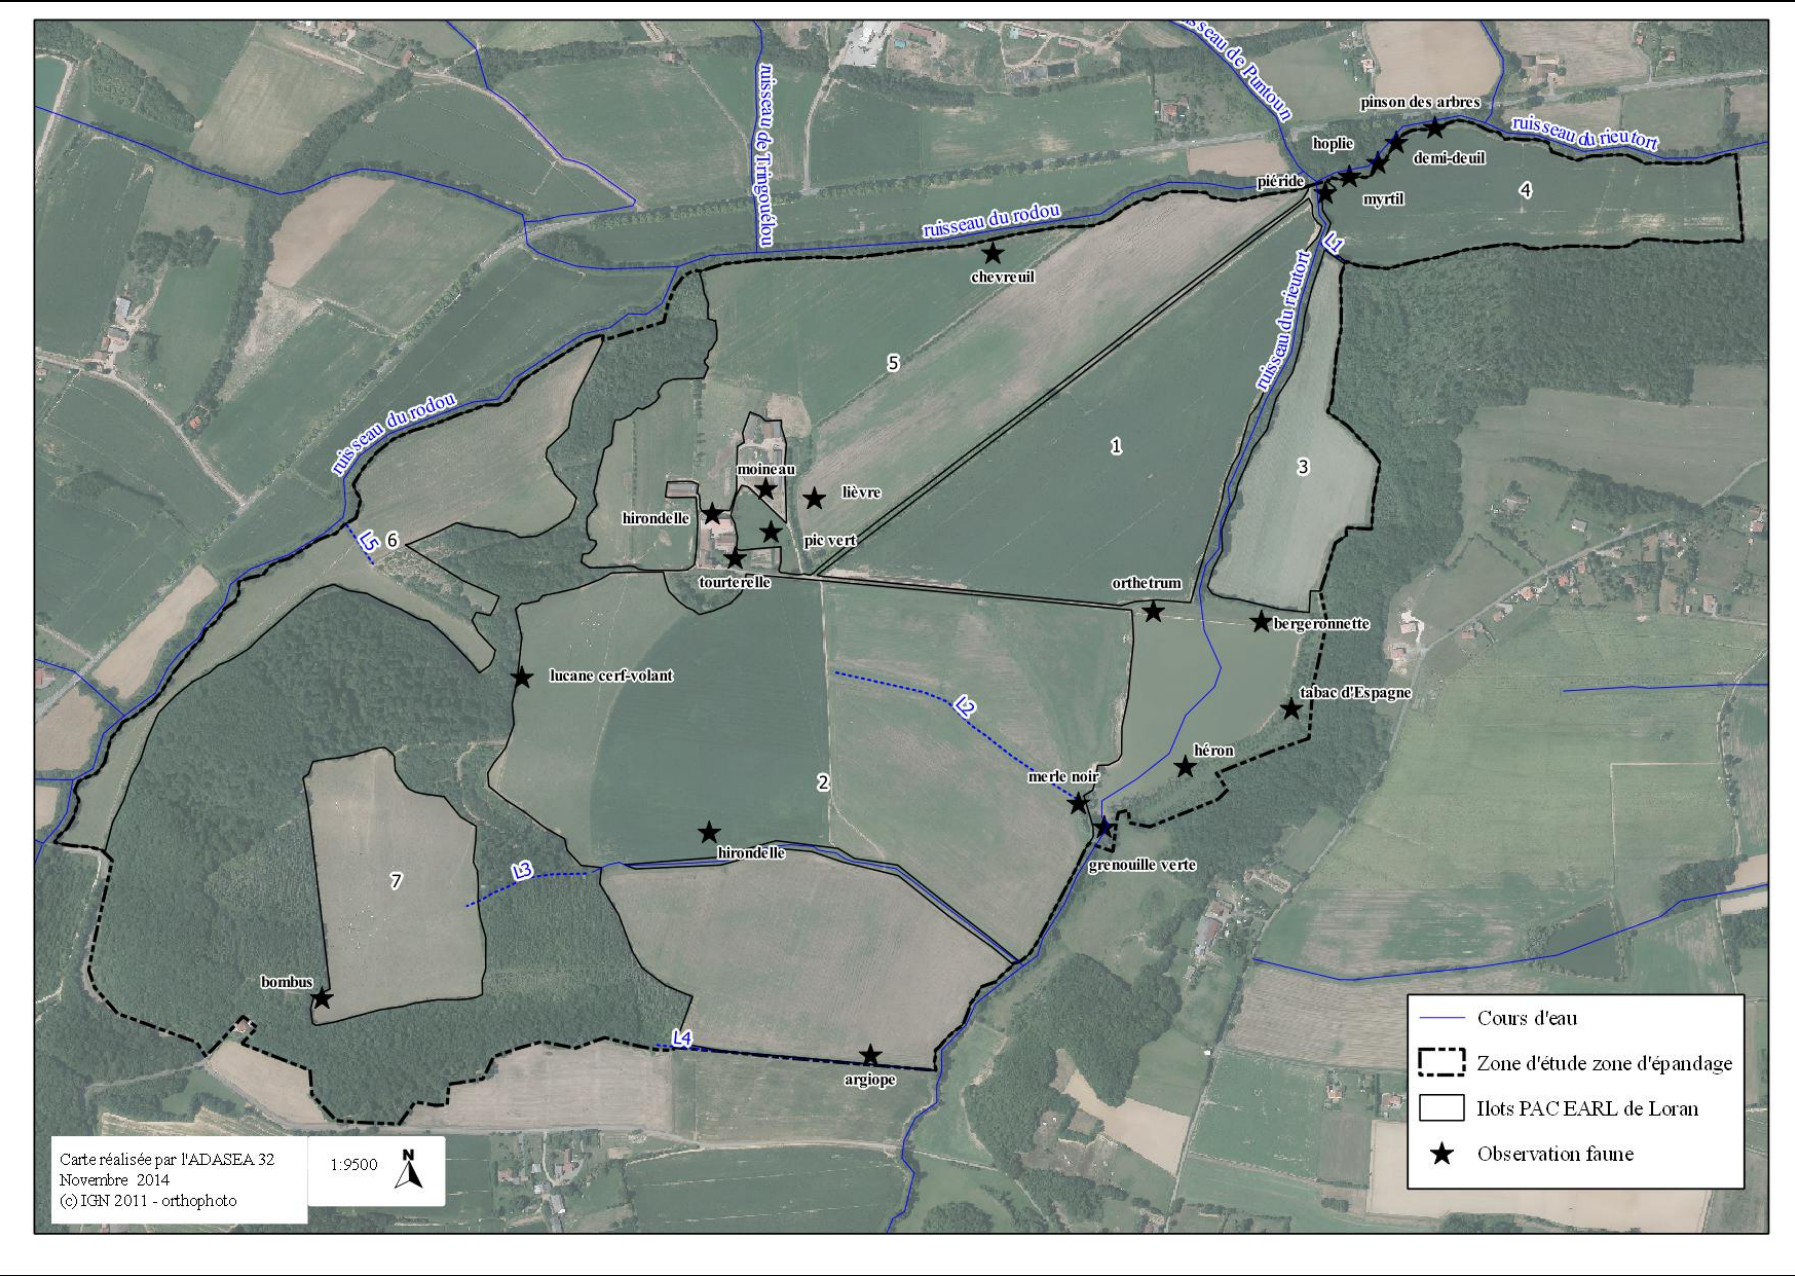 ruisseau de Puntoun
ruisseau de Tringouélou
pinson des arbres
ruisseau du rieutort
hoplie
demi-deuil
piéride
myrtil
4
ruisseau du rodou
L1
chevreuil
ruisseau du rieutort
5
ruisseau du rodou
1
3
moineau
lièvre
hirondelle
pic vert
L5
6
tourterelle
orthetrum
bergeronnette
lucane cerf-volant
L2
tabac d'Espagne
héron
merle noir
2
hirondelle
grenouille verte
L3
7
bombus
L4
argiope
Cours d'eau
Zone d'étude zone d'épandage
Ilots PAC EARL de Loran
Observation faune
Carte réalisée par l'ADASEA 32
Novembre 2014
(c) IGN 2011 - orthophoto
1:9500
N